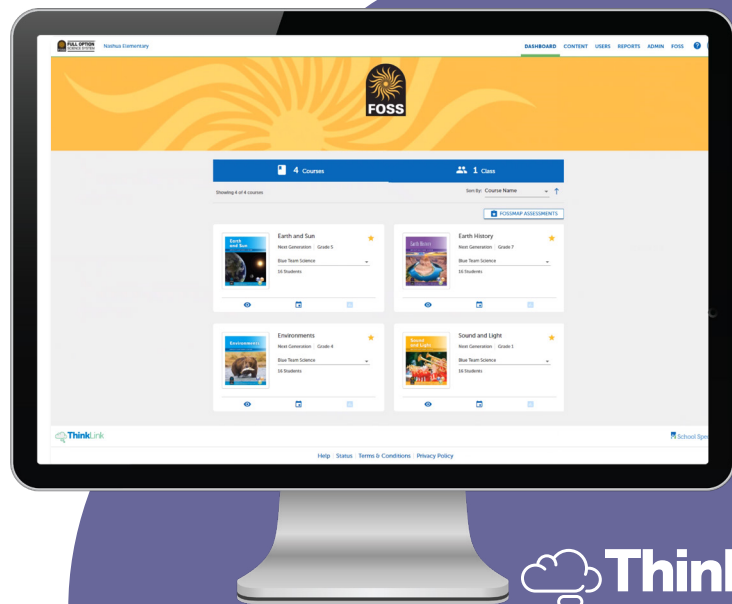 FULL OPTION
SCIENCE SYSTEM
Nashua Elementary
DASHBOARD CONTENT USERS REPORTS ADMIN FOSS ?
FOSS
4 Courses
1 Class
Showing 4 of 4 courses
Sort By: Course Name
FOSSMAP ASSESSMENTS
Earth and Sun
Earth and Sun
Next Generation Grade 5
Blue Team Science
16 Students
Earth History
Earth History
Next Generation Grade 7
Blue Team Science
16 Students
Environments
Environments
Next Generation Grade 4
Blue Team Science
16 Students
Sound and Light
Sound and Light
Next Generation Grade 1
Blue Team Science
16 Students
ThinkLink
School Spe
Help | Status | Terms & Conditions | Privacy Policy
Think